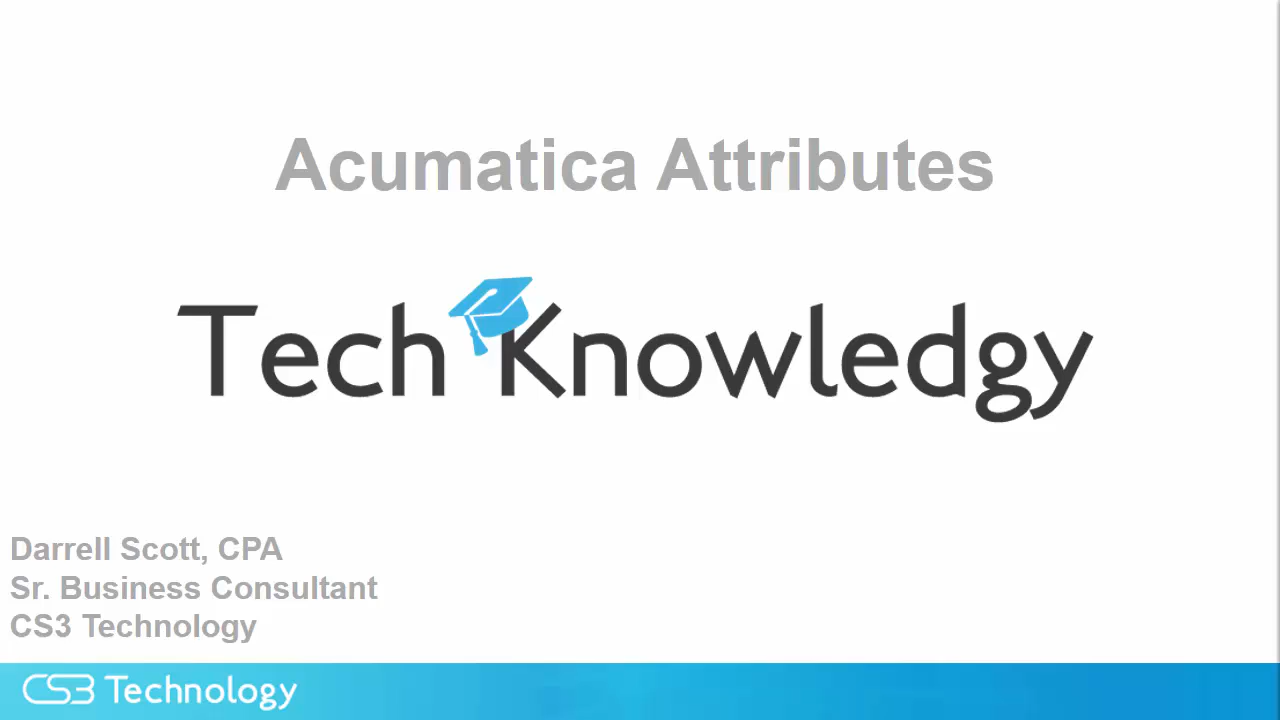 Acumatica Attributes
Tech Knowledgy
Darrell Scott, CPA
Sr. Business Consultant
CS3 Technology
CS3 Technology